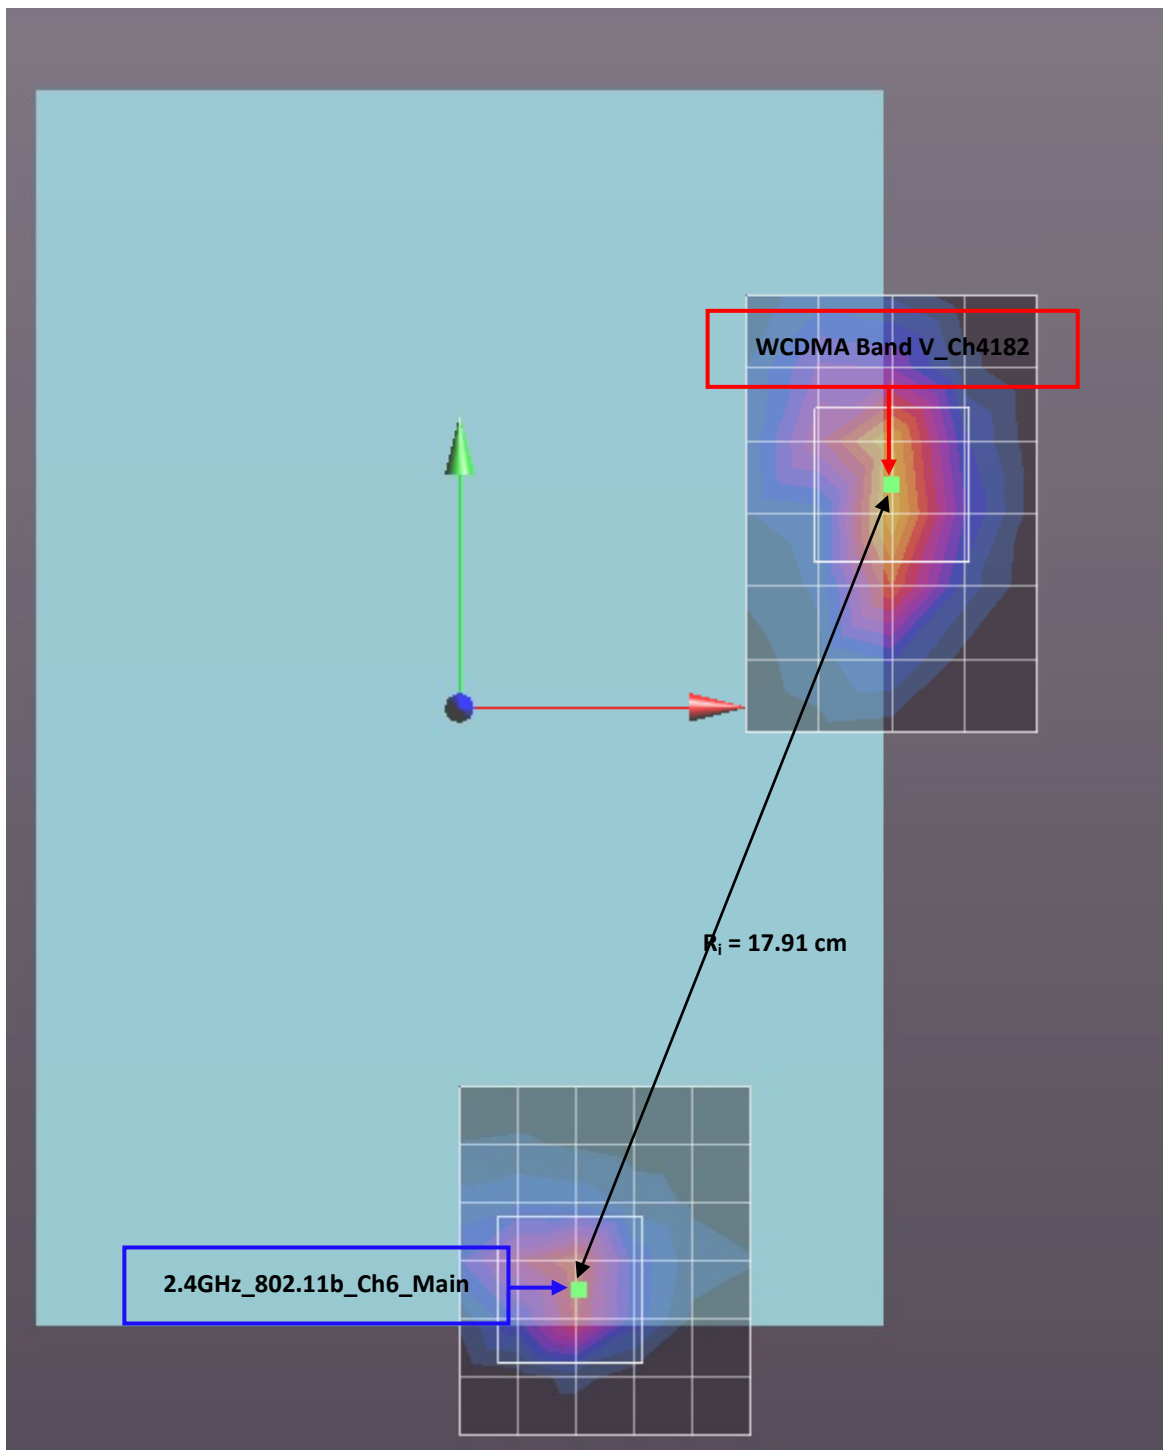 WCDMA Band V_Ch4182
Rᵢ = 17.91 cm
2.4GHz_802.11b_Ch6_Main